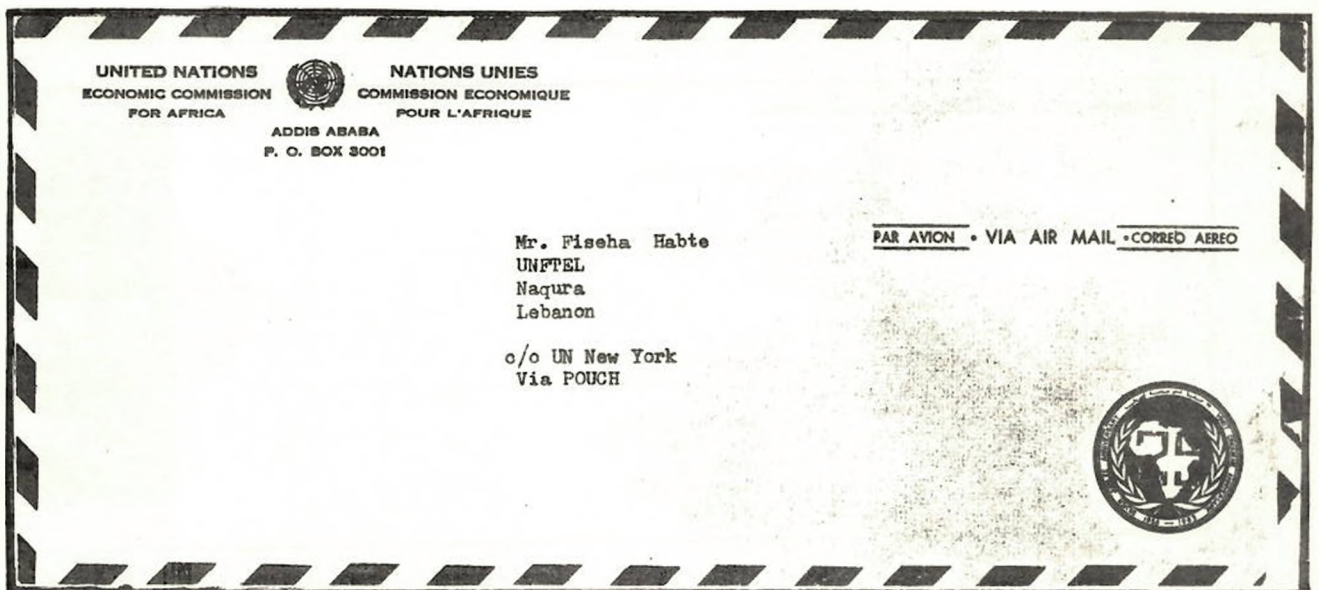 UNITED NATIONS
ECONOMIC COMMISSION
FOR AFRICA
NATIONS UNIES
COMMISSION ECONOMIQUE
POUR L'AFRIQUE
ADDIS ABABA
P. O. BOX 3001
Mr. Fiseha Habte
UNFTEL
Naqura
Lebanon
c/o UN New York
Via POUCH
PAR AVION • VIA AIR MAIL • CORREO AEREO